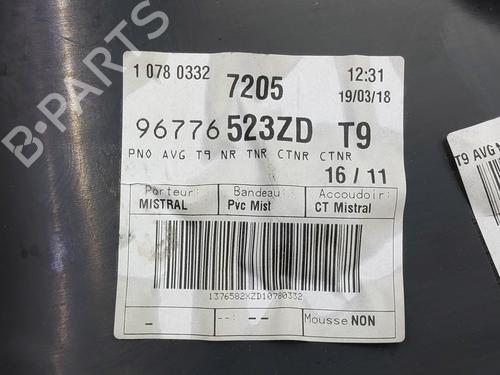 1 078 0332 7205 12:31
19/03/18
96776 523ZD T9
PNO AVG T9 NR TNR CTNR CTNR
16 / 11
Porteur: Bandeau: Accoudoir:
MISTRAL Pvc Mist CT Mistral
1376582XZD10780332
- --: - Mousse NON
T9 AVG
B-PARTS